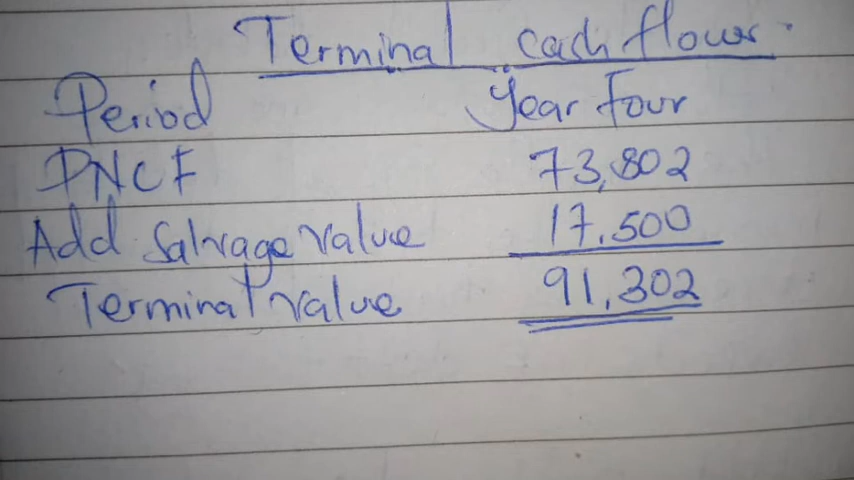 Terminal cash flows.
Period Year Four
PNCF 73,802
Add Salvage Value 17,500
Terminal Value 91,302